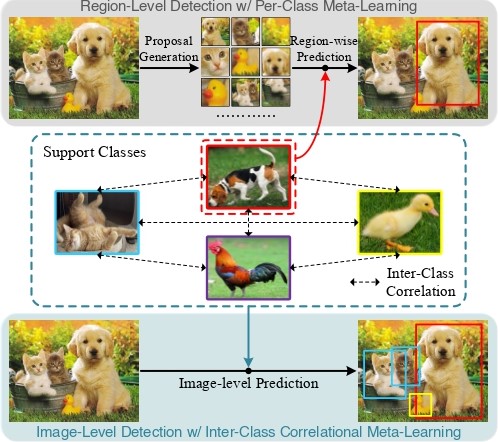 Region-Level Detection w/ Per-Class Meta-Learning
Proposal
Generation
Region-wise
Prediction
Support Classes
Inter-Class
Correlation
Image-level Prediction
Image-Level Detection w/ Inter-Class Correlational Meta-Learning